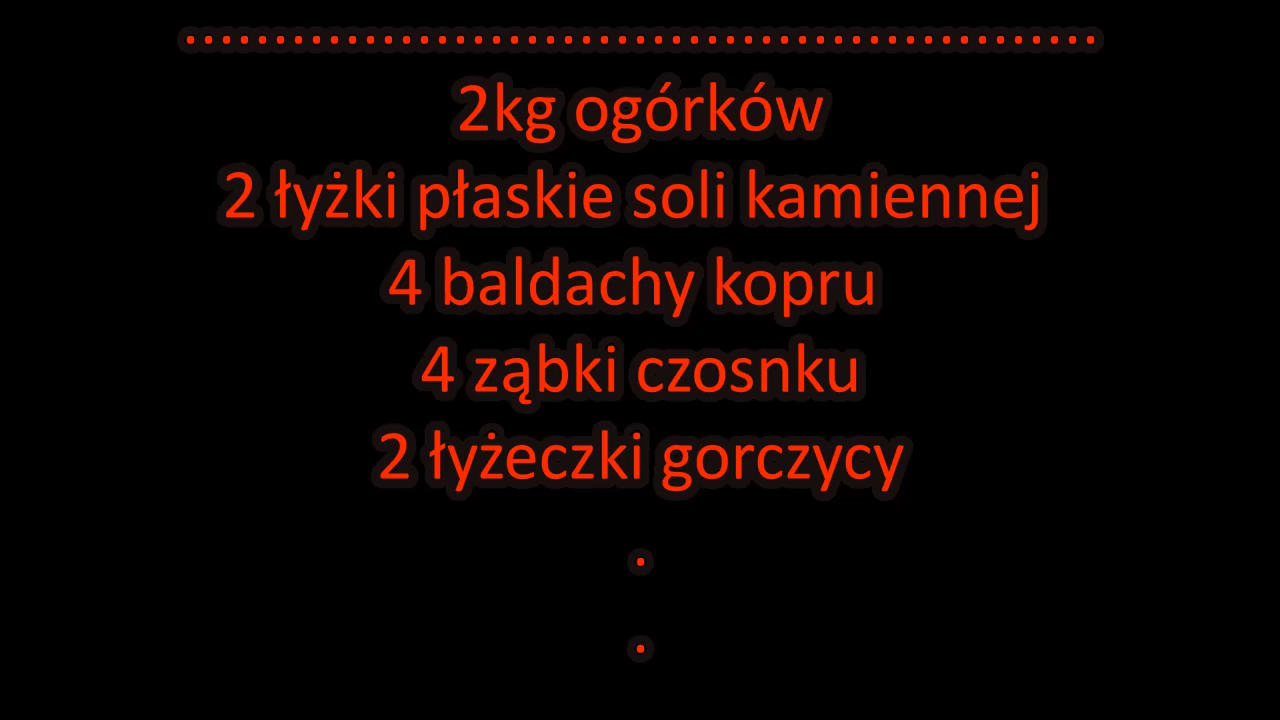 ...................................................
2kg ogórków
2 łyżki płaskie soli kamiennej
4 baldachy kopru
4 ząbki czosnku
2 łyżeczki gorczycy
.
.